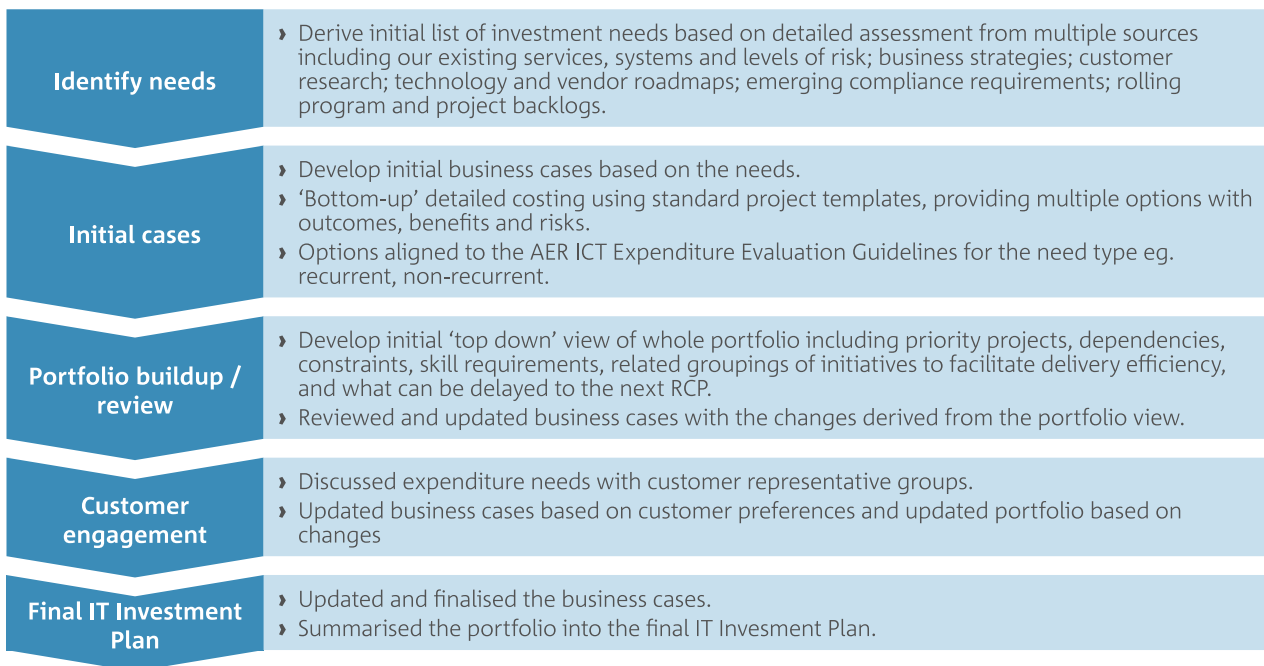 Identify needs
› Derive initial list of investment needs based on detailed assessment from multiple sources
including our existing services, systems and levels of risk; business strategies; customer
research; technology and vendor roadmaps; emerging compliance requirements; rolling
program and project backlogs.
Initial cases
› Develop initial business cases based on the needs.
› ‘Bottom-up’ detailed costing using standard project templates, providing multiple options with
outcomes, benefits and risks.
› Options aligned to the AER ICT Expenditure Evaluation Guidelines for the need type eg.
recurrent, non-recurrent.
Portfolio buildup /
review
› Develop initial ‘top down’ view of whole portfolio including priority projects, dependencies,
constraints, skill requirements, related groupings of initiatives to facilitate delivery efficiency,
and what can be delayed to the next RCP.
› Reviewed and updated business cases with the changes derived from the portfolio view.
Customer
engagement
› Discussed expenditure needs with customer representative groups.
› Updated business cases based on customer preferences and updated portfolio based on
changes
Final IT Investment
Plan
› Updated and finalised the business cases.
› Summarised the portfolio into the final IT Invesment Plan.